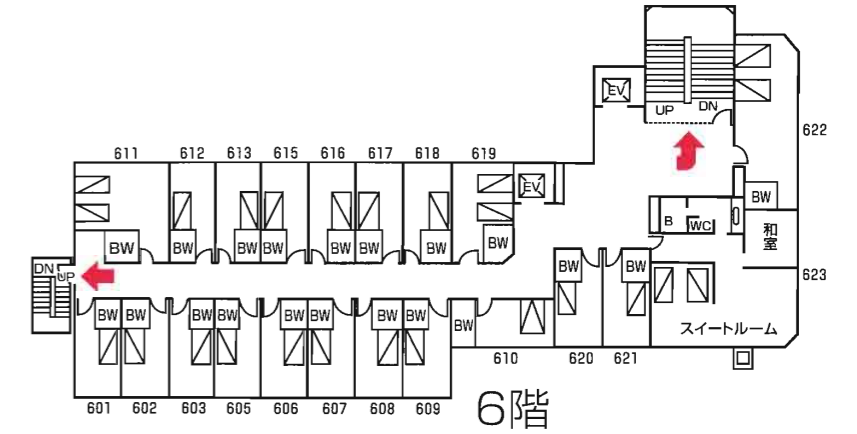 UP DN
EV
622
611 612 613 615 616 617 618 619
EV
BW
B WC
和室
BW BW BW BW BW BW BW BW
BW BW
DN UP
623
BW BW BW BW BW BW BW BW BW
スイートルーム
610 620 621
601 602 603 605 606 607 608 609
6階